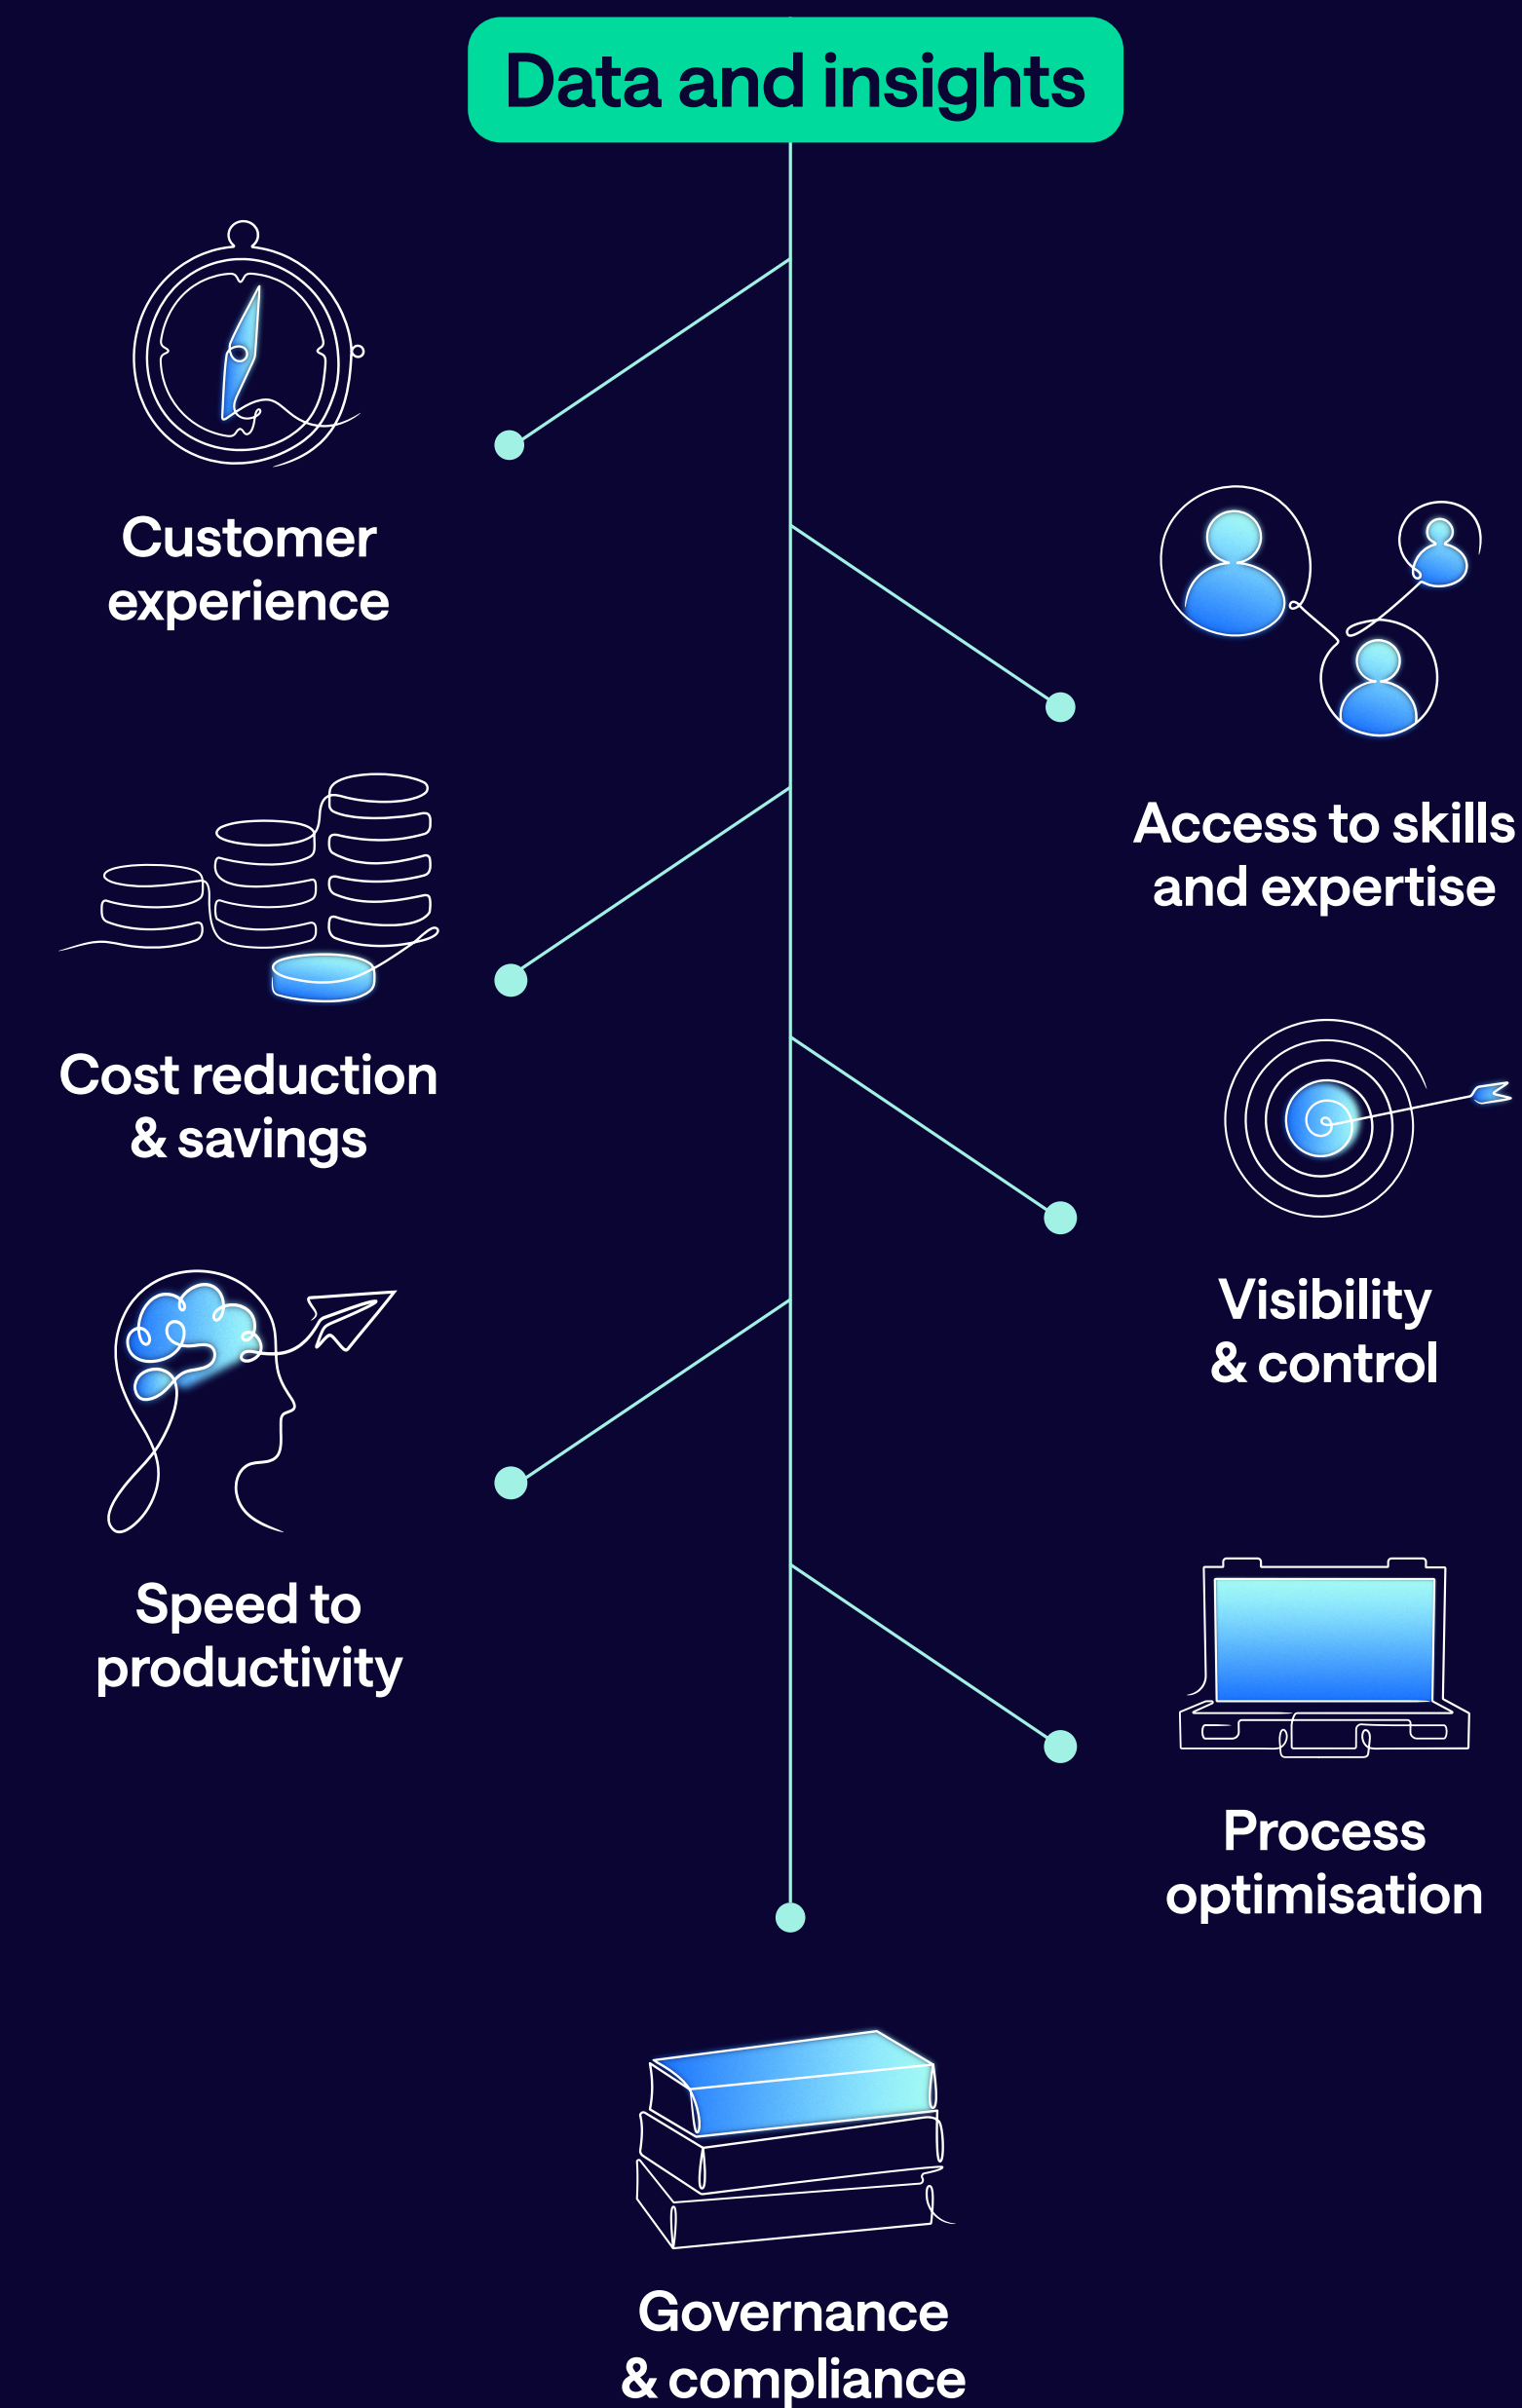 Data and insights
Customer
experience
Access to skills
and expertise
Cost reduction
& savings
Visibility
& control
Speed to
productivity
Process
optimisation
Governance
& compliance